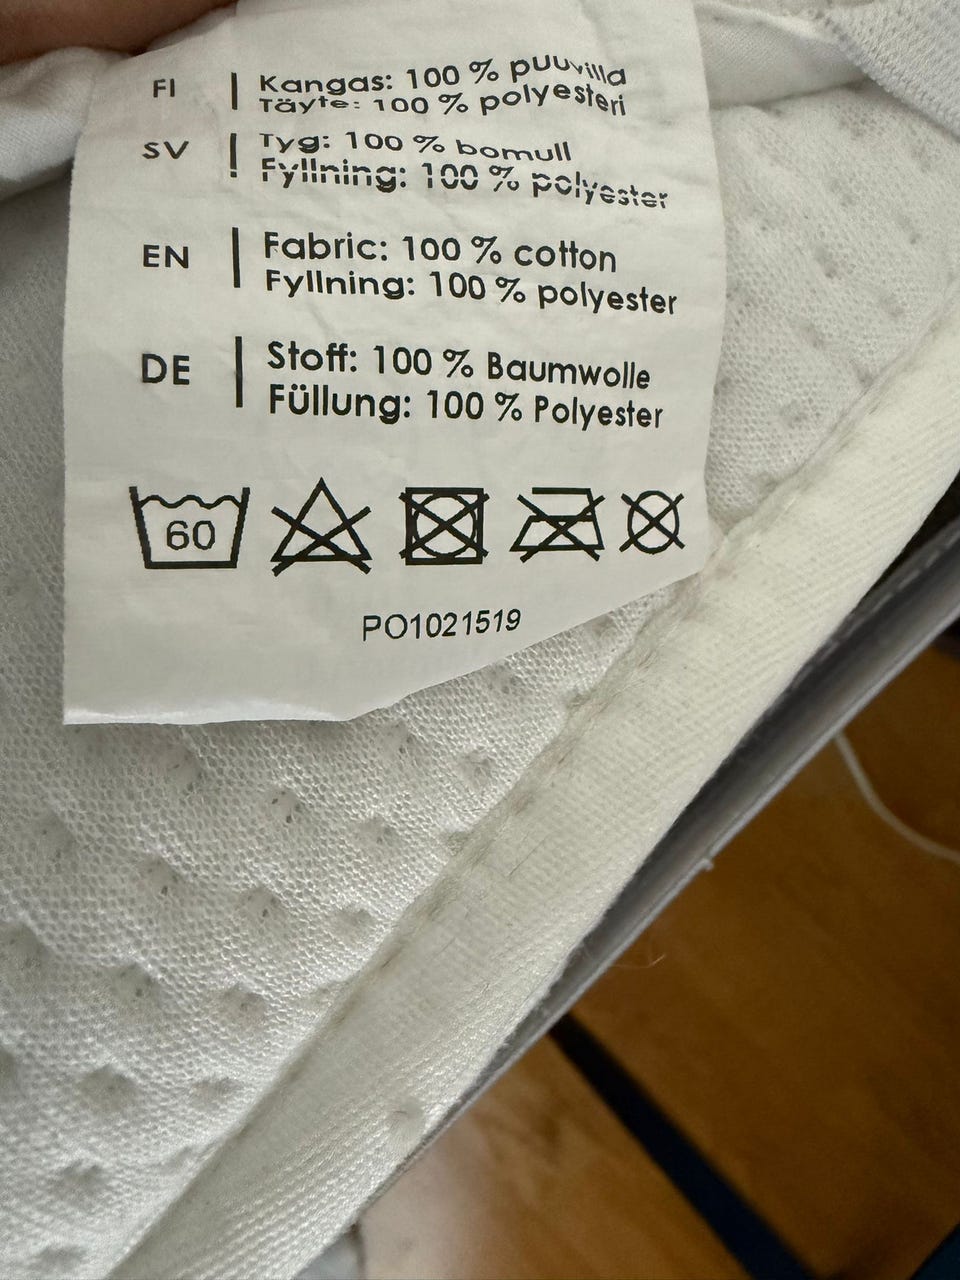 FI | Kangas: 100 % puuvilla
Täyte: 100 % polyesteri
SV | Tyg: 100 % bomull
Fyllning: 100 % polyester
EN | Fabric: 100 % cotton
Fyllning: 100 % polyester
DE | Stoff: 100 % Baumwolle
Füllung: 100 % Polyester
60
PO1021519